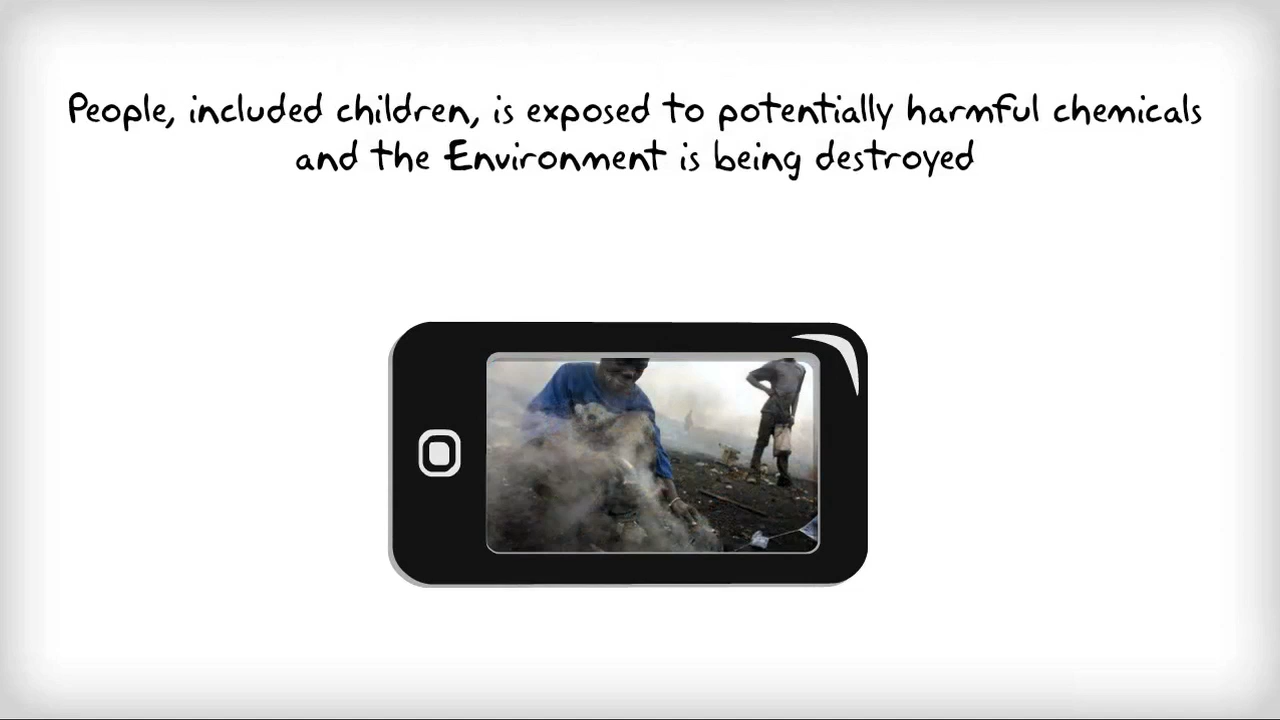 People, included children, is exposed to potentially harmful chemicals
and the Environment is being destroyed